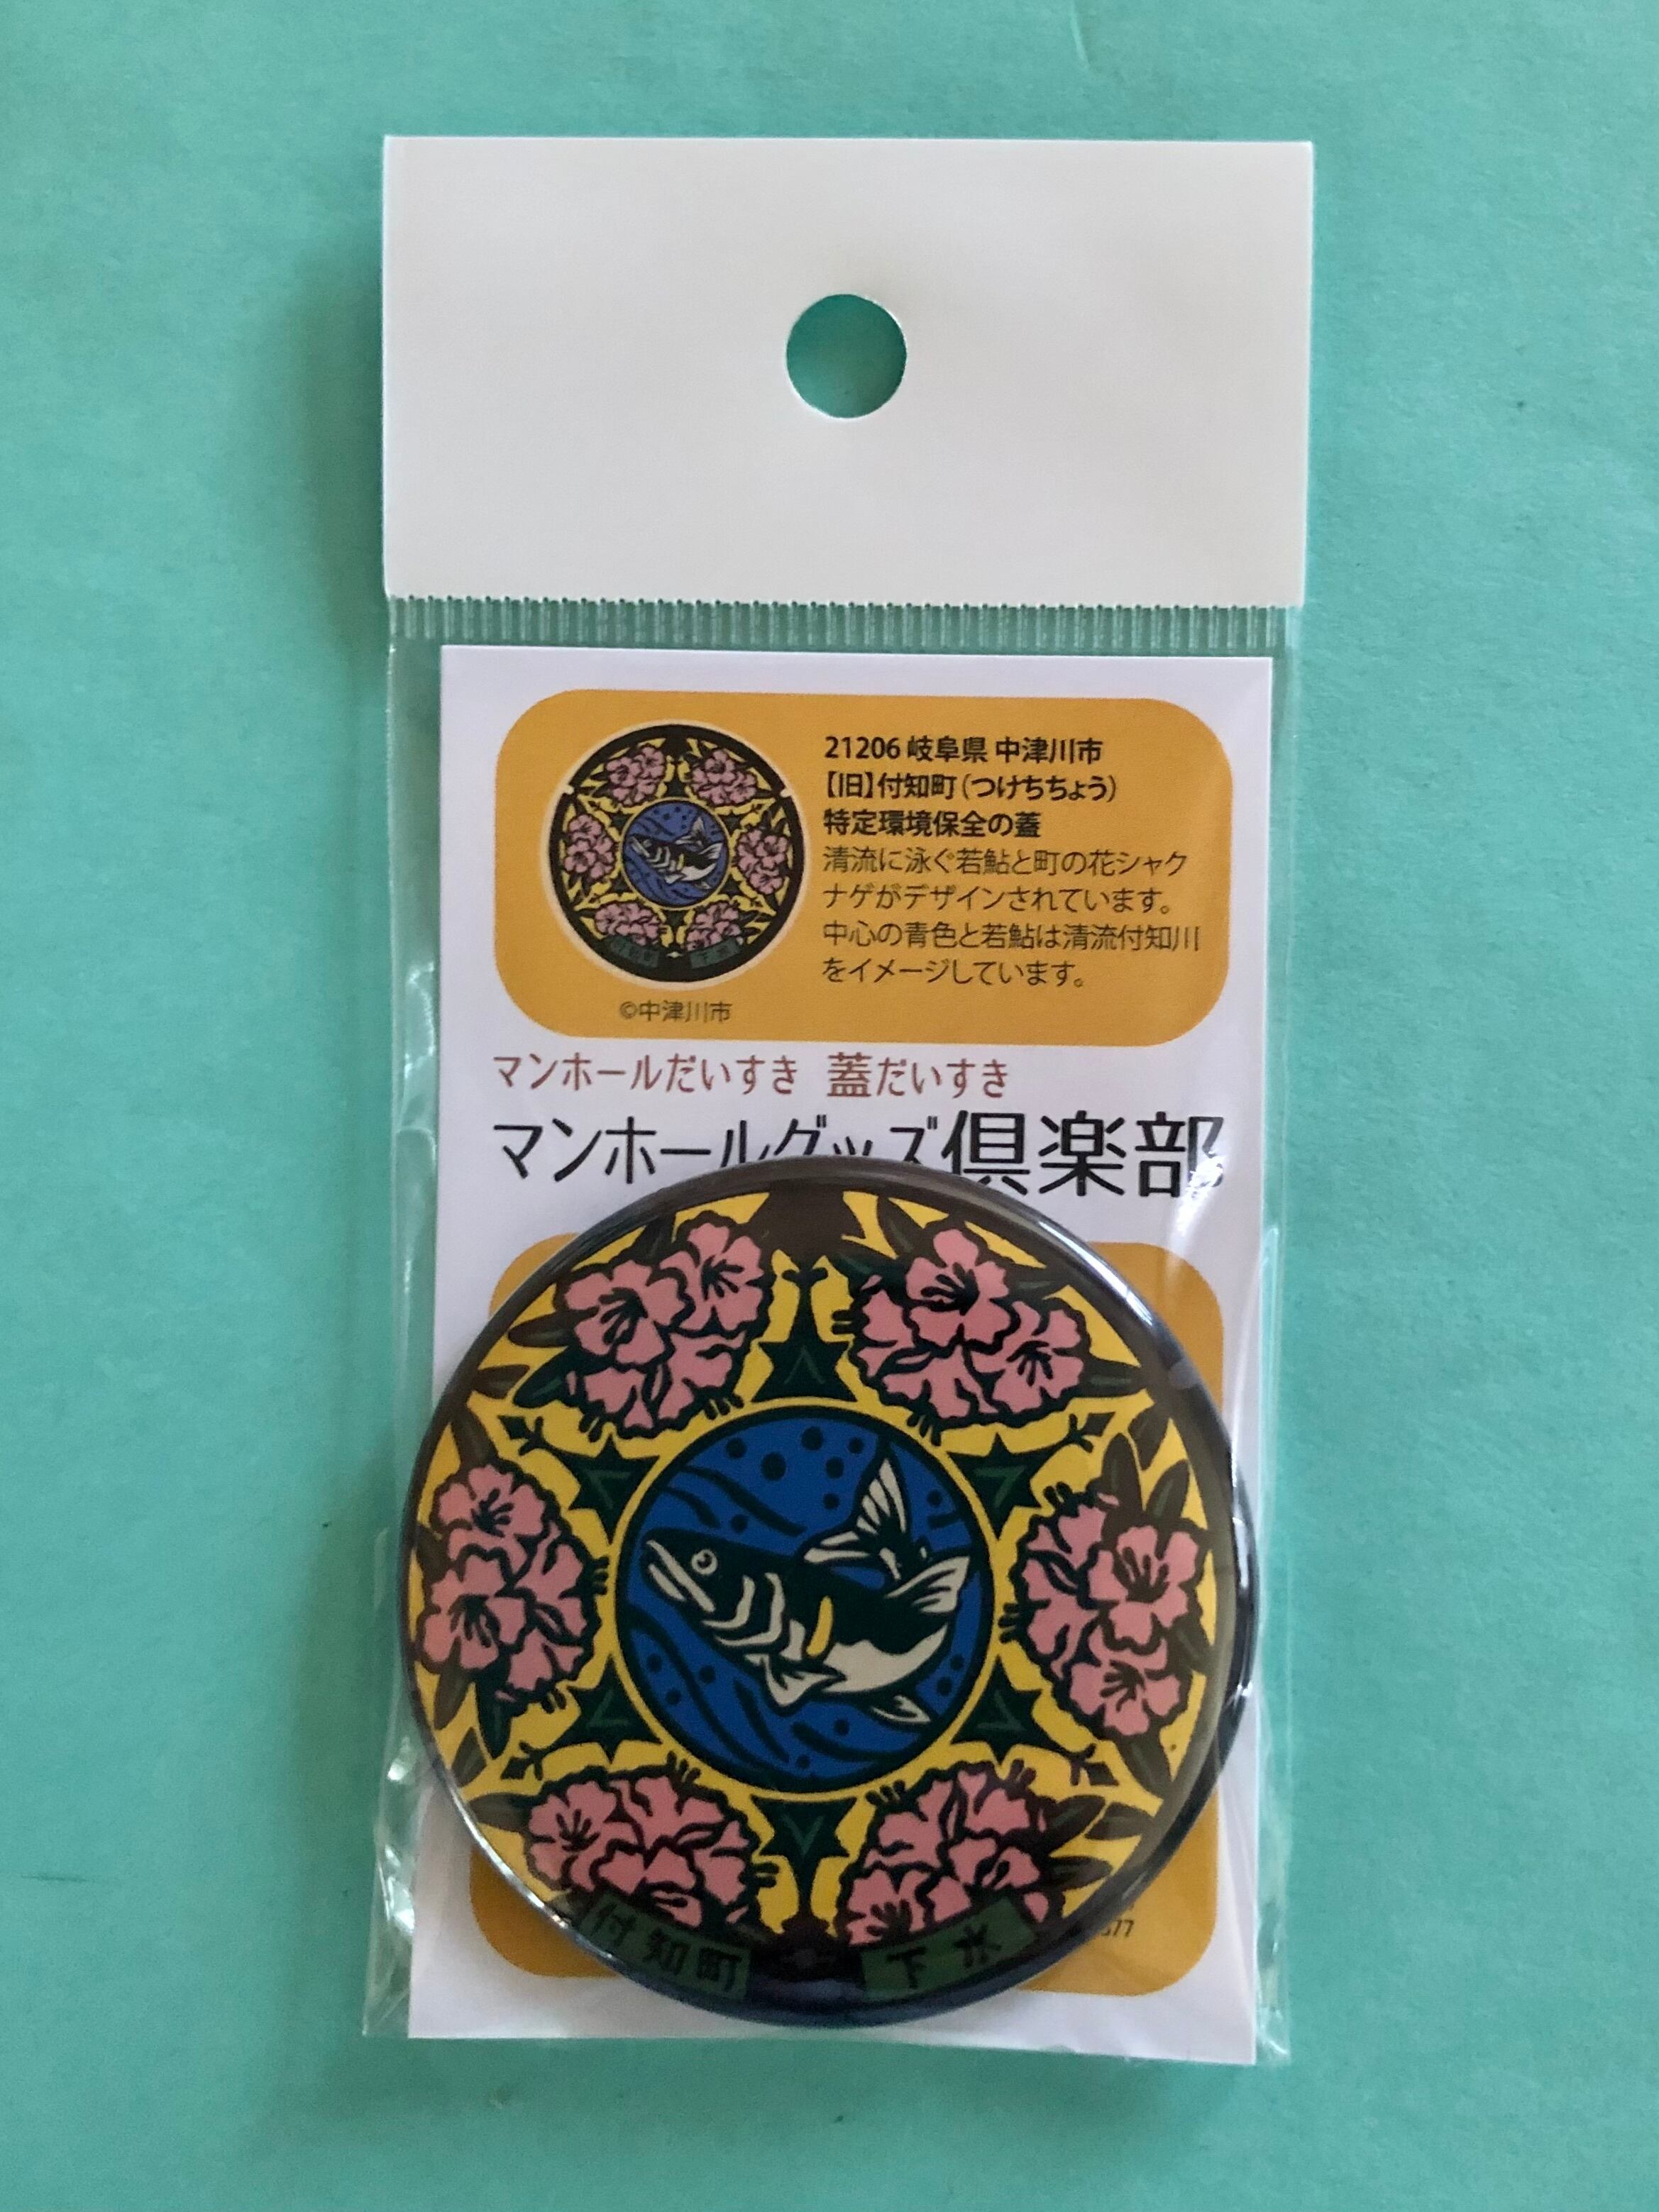 21206 岐阜県 中津川市
【旧】付知町(つけちちょう)
特定環境保全の蓋
清流に泳ぐ若鮎と町の花シャク
ナゲがデザインされています。
中心の青色と若鮎は清流付知川
をイメージしています。
©中津川市
マンホールだいすき 蓋だいすき
マンホールグッズ倶楽部
付知町 下水
77